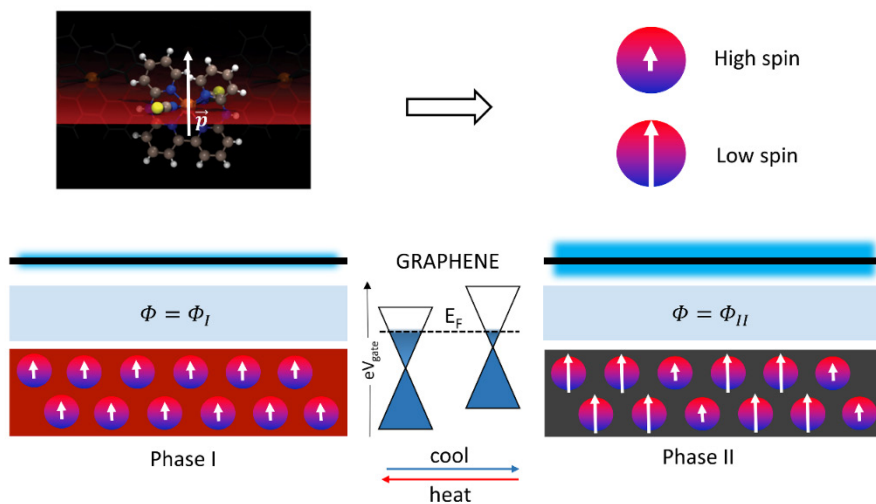 p⃗
High spin
Low spin
GRAPHENE
Φ = Φ_I
E_F
eV_gate
Φ = Φ_II
Phase I
cool
heat
Phase II